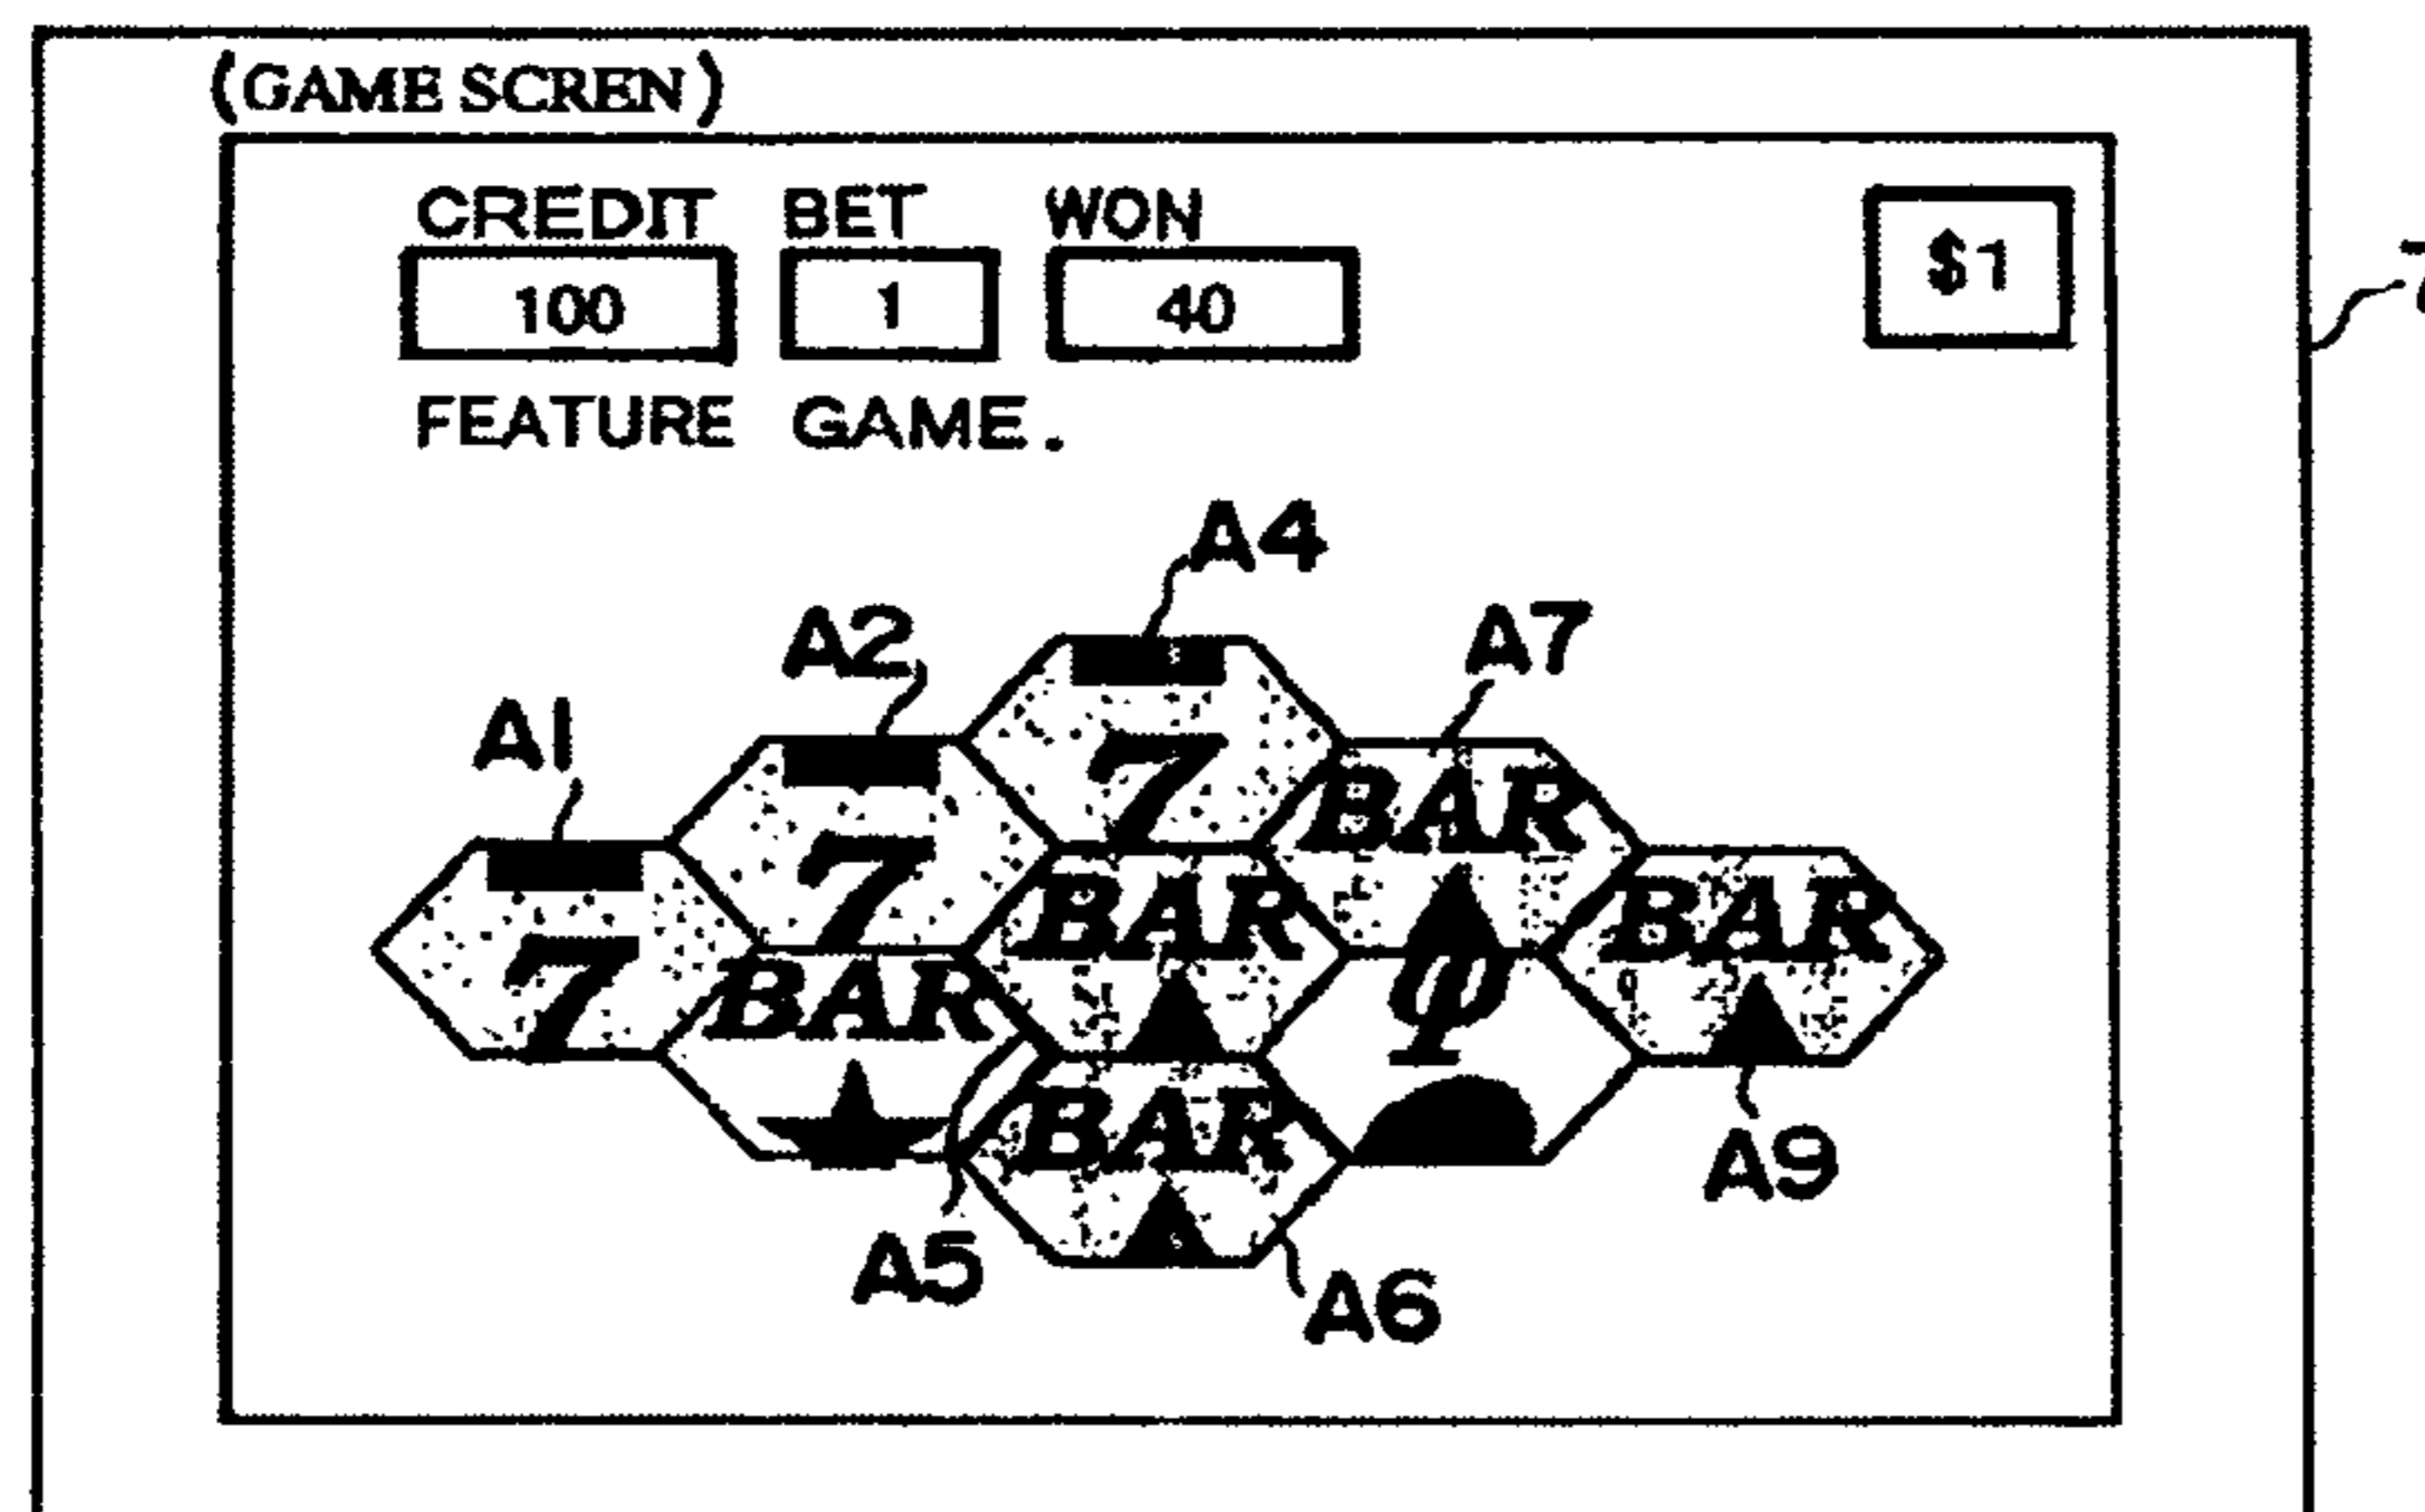 (GAME SCREN)
CREDIT BET WON
100 1 40 $1
FEATURE GAME.
A4
A2 A7
A1
7
BAR
7 BAR BAR
7 BAR ψ
BAR
A9
A5 A6